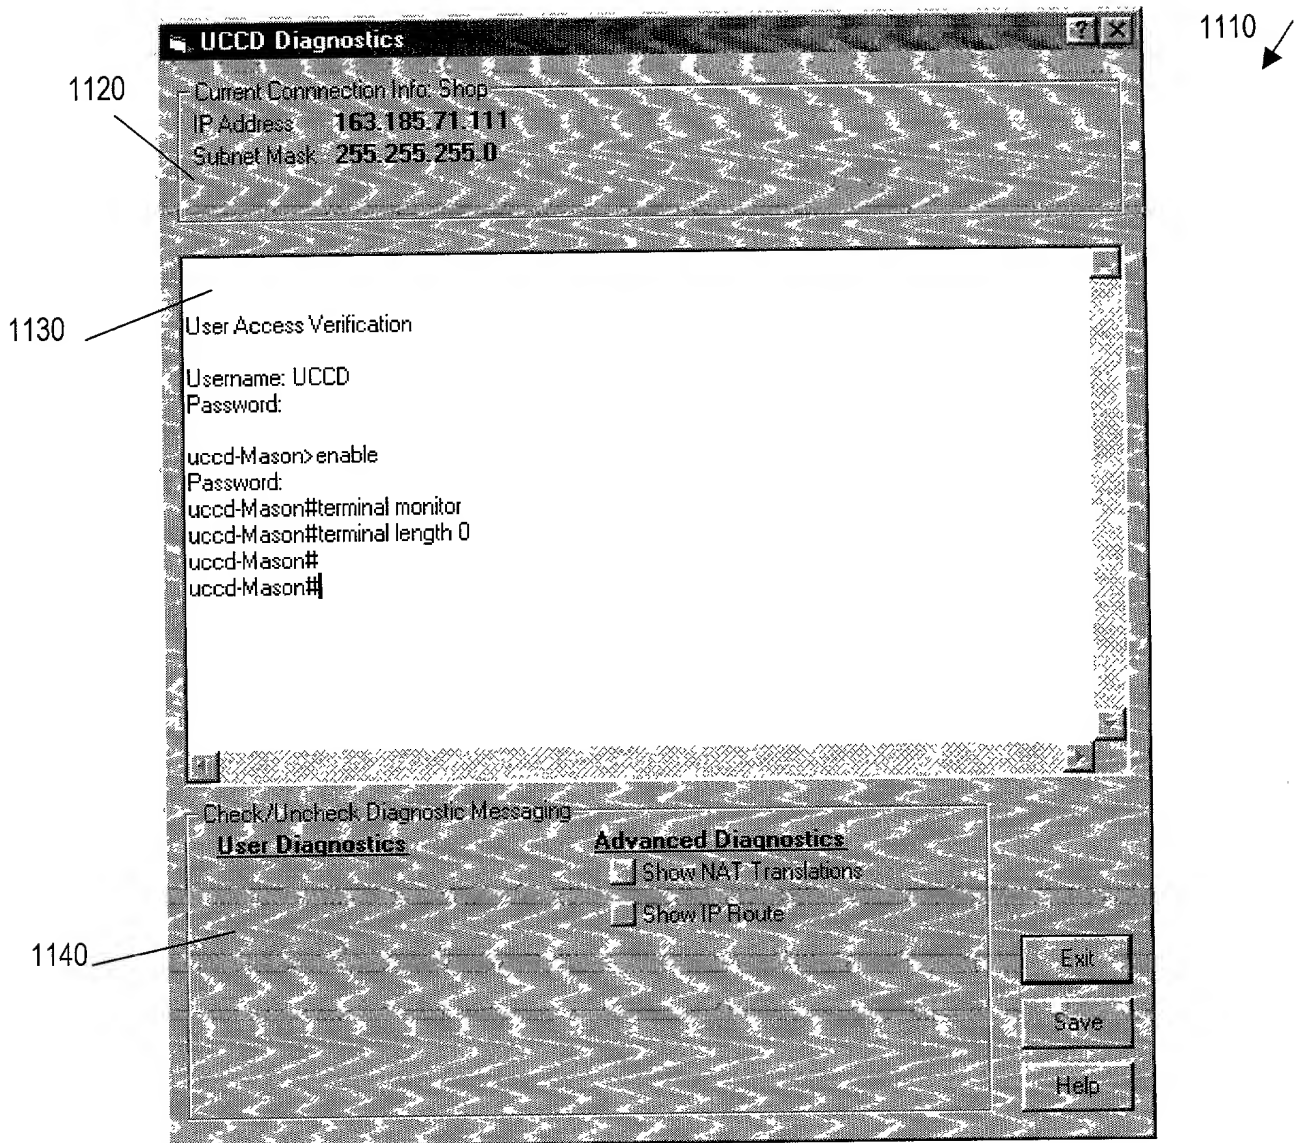 1110
UCCD Diagnostics
? X
1120
Current Connnection Info: Shop
IP Address 163.185.71.111
Subnet Mask 255.255.255.0
1130
User Access Verification
Username: UCCD
Password:
uccd-Mason>enable
Password:
uccd-Mason#terminal monitor
uccd-Mason#terminal length 0
uccd-Mason#
uccd-Mason#
Check/Uncheck Diagnostic Messaging
User Diagnostics Advanced Diagnostics
Show NAT Translations
Show IP Route
1140
Exit
Save
Help